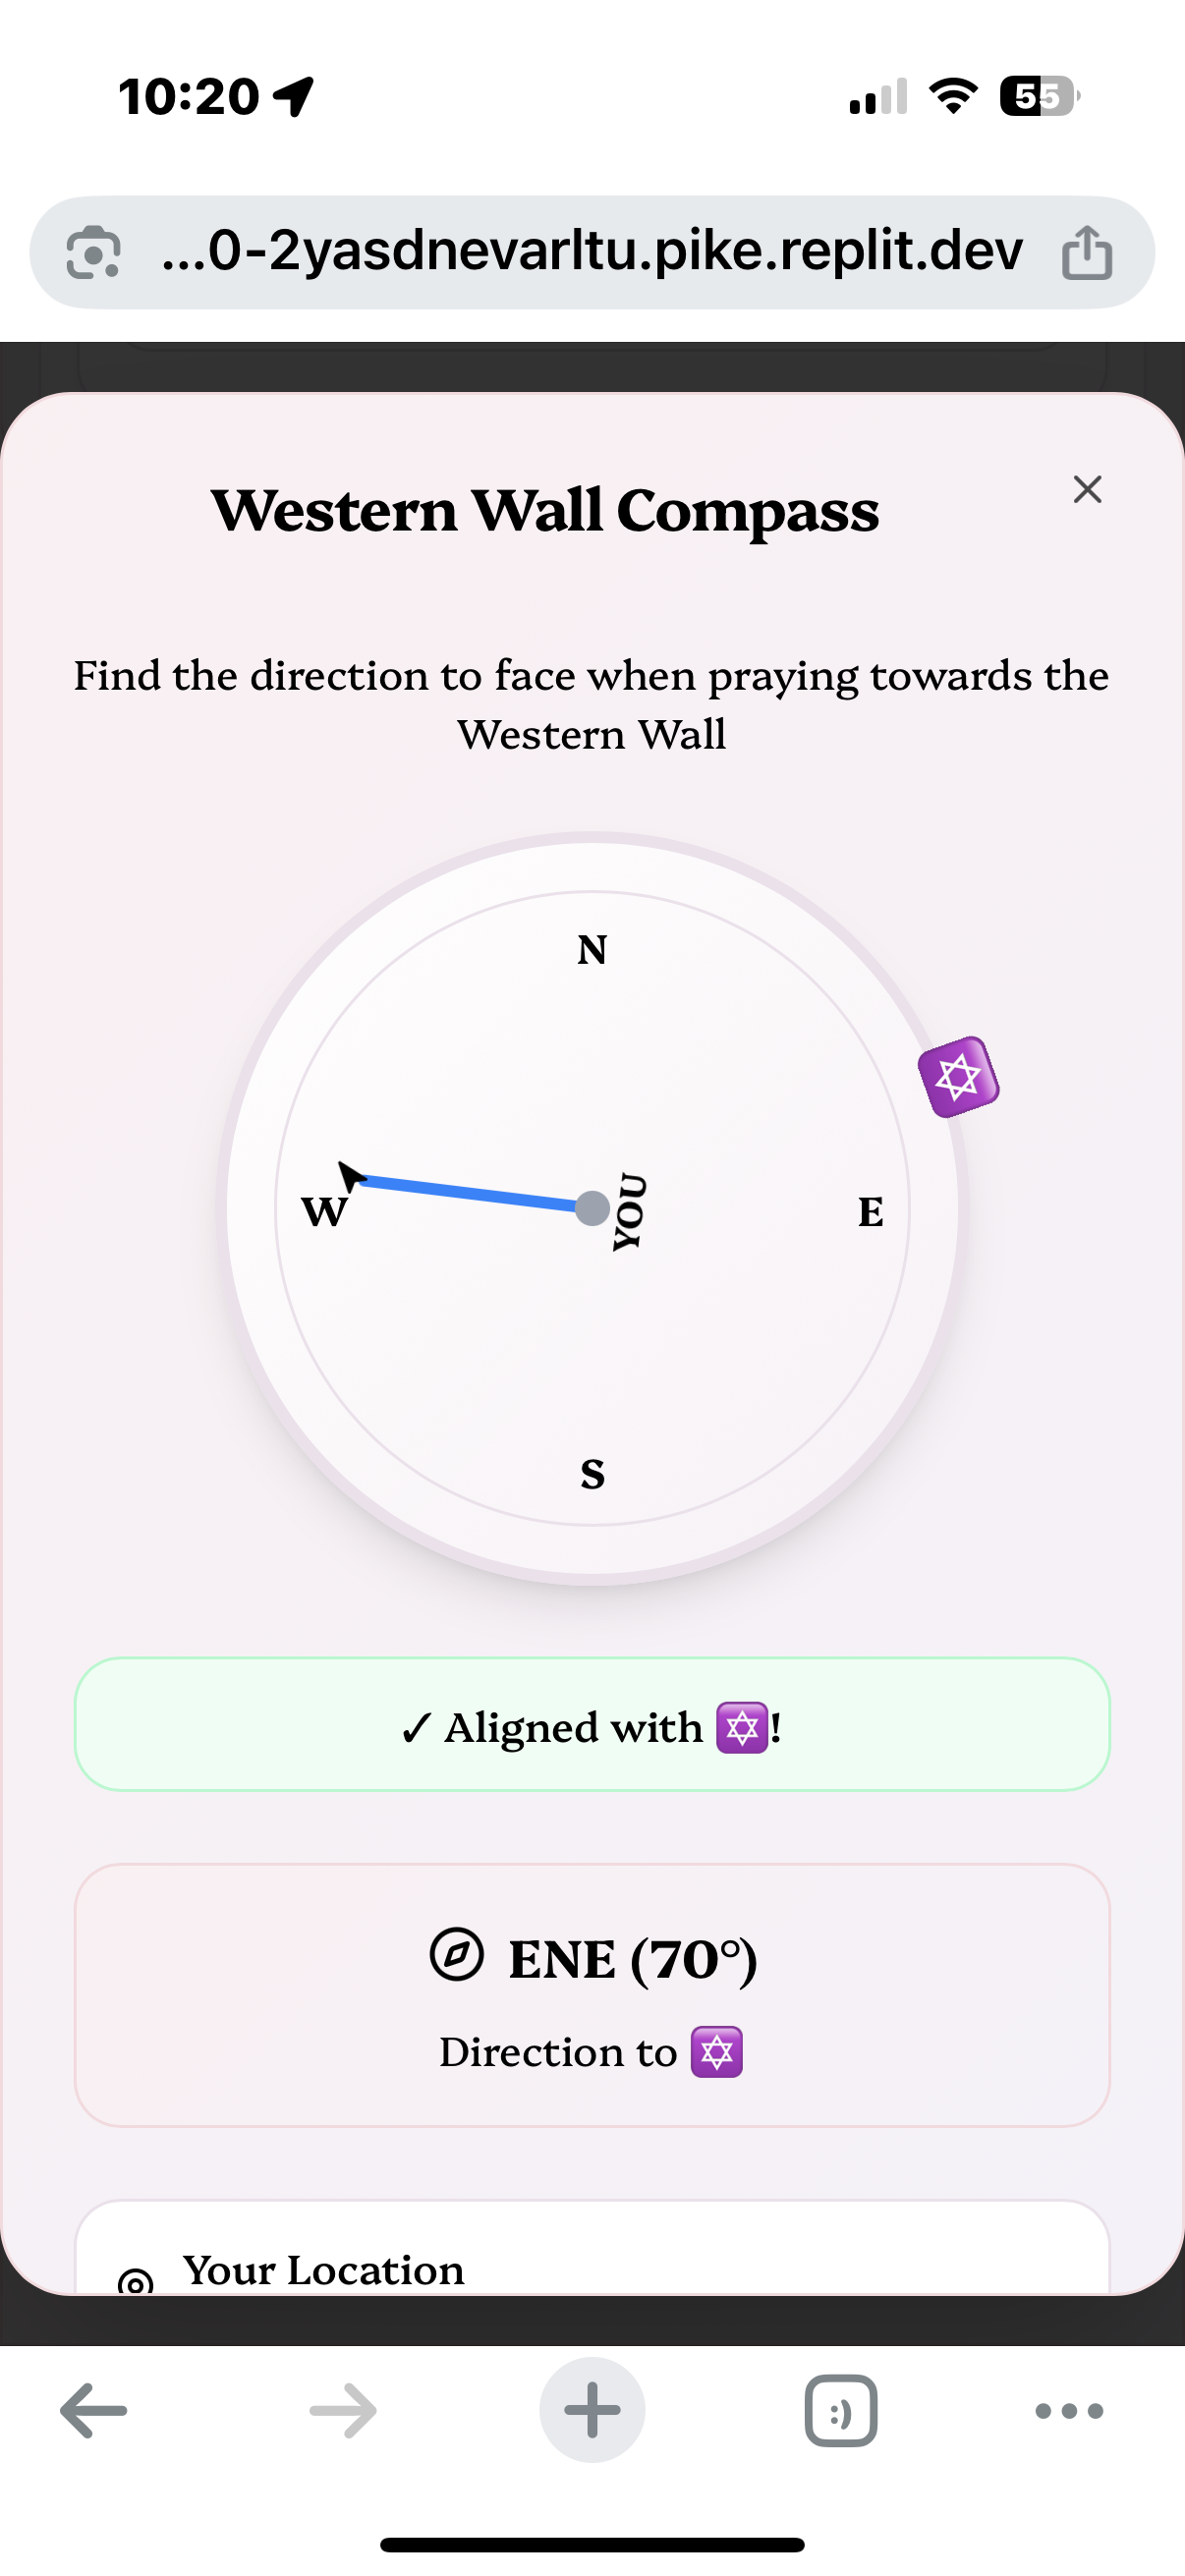 10:20
55
...0-2yasdnevarltu.pike.replit.dev
Western Wall Compass
Find the direction to face when praying towards the
Western Wall
N
W
YOU
E
S
✓ Aligned with ✡️!
ENE (70°)
Direction to ✡️
Your Location
:)